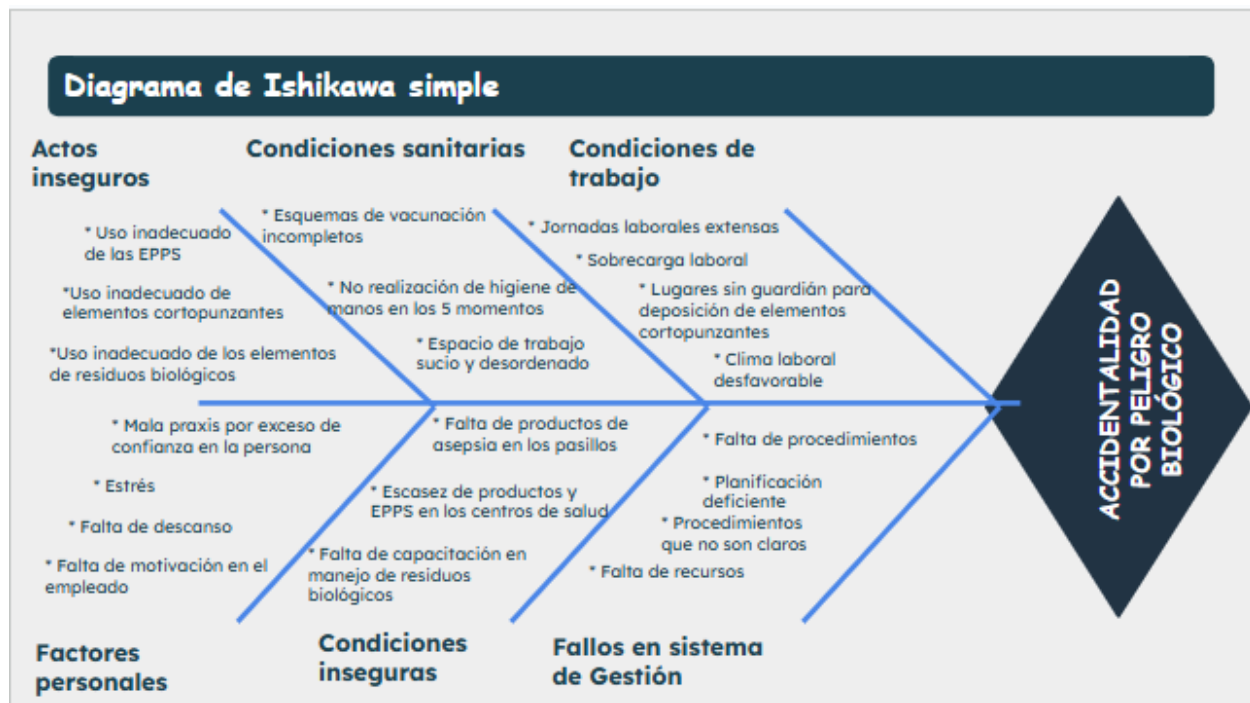 Diagrama de Ishikawa simple
Actos
inseguros
* Uso inadecuado
de las EPPS
*Uso inadecuado de
elementos cortopunzantes
*Uso inadecuado de los elementos
de residuos biológicos
Condiciones sanitarias
* Esquemas de vacunación
incompletos
* No realización de higiene de
manos en los 5 momentos
* Espacio de trabajo
sucio y desordenado
Condiciones de
trabajo
* Jornadas laborales extensas
* Sobrecarga laboral
* Lugares sin guardián para
deposición de elementos
cortopunzantes
* Clima laboral
desfavorable
* Mala praxis por exceso de
confianza en la persona
* Estrés
* Falta de descanso
* Falta de motivación en el
empleado
Factores
personales
* Falta de productos de
asepsia en los pasillos
* Escasez de productos y
EPPS en los centros de salud
* Falta de capacitación en
manejo de residuos
biológicos
Condiciones
inseguras
* Falta de procedimientos
* Planificación
deficiente
* Procedimientos
que no son claros
* Falta de recursos
Fallos en sistema
de Gestión
ACCIDENTALIDAD
POR PELIGRO
BIOLÓGICO